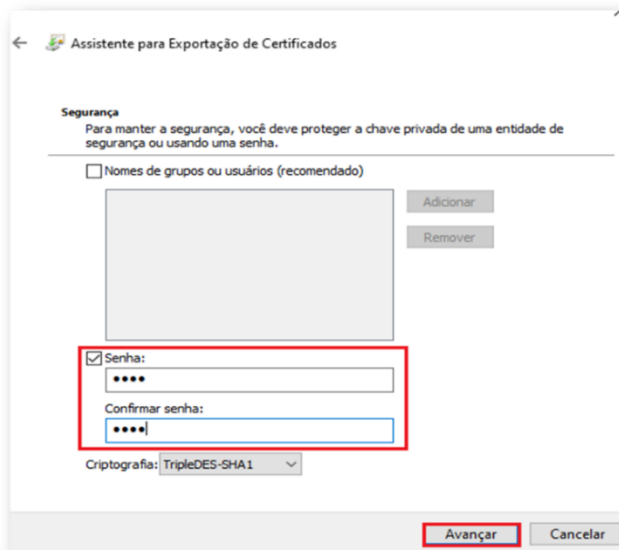 Assistente para Exportação de Certificados
Segurança
Para manter a segurança, você deve proteger a chave privada de uma entidade de
segurança ou usando uma senha.
Nomes de grupos ou usuários (recomendado)
Adicionar
Remover
Senha:
••••
Confirmar senha:
••••
Criptografia: TripleDES-SHA1
Avançar Cancelar